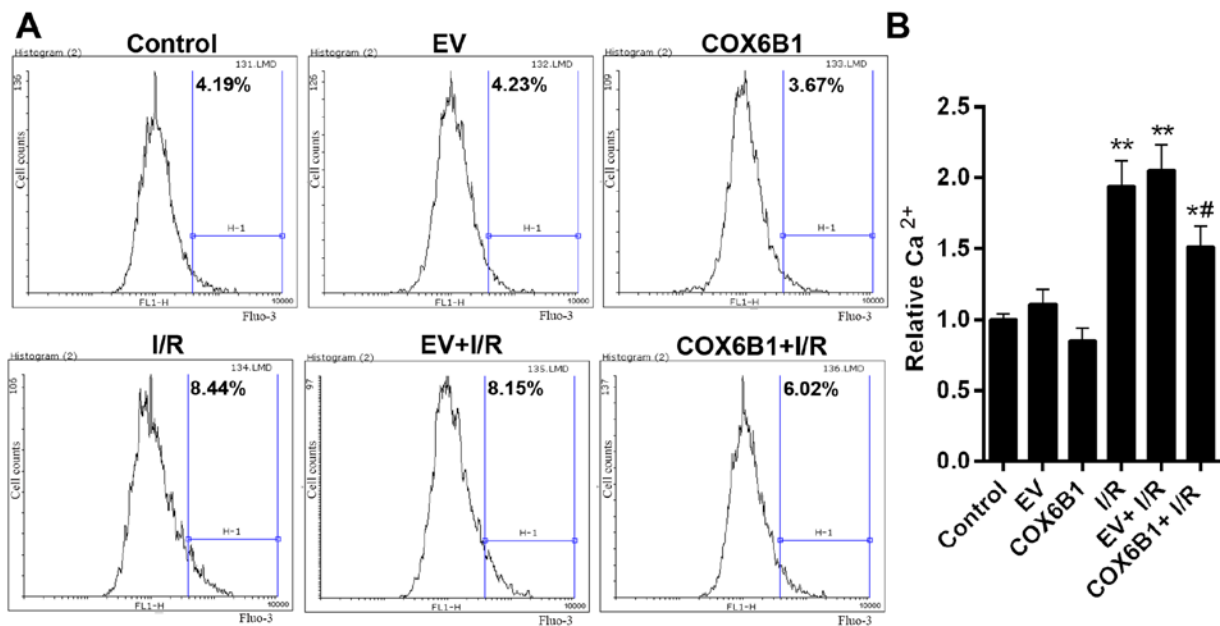 A
Control
Histogram (2)
131.LMD
136
4.19%
Cell counts
H-1
FL1-H
10000
Fluo-3
EV
Histogram (2)
132.LMD
126
4.23%
Cell counts
H-1
FL1-H
10000
Fluo-3
COX6B1
Histogram (2)
133.LMD
109
3.67%
Cell counts
H-1
FL1-H
10000
Fluo-3
I/R
Histogram (2)
134.LMD
106
8.44%
Cell counts
H-1
FL1-H
10000
Fluo-3
EV+I/R
Histogram (2)
135.LMD
97
8.15%
Cell counts
H-1
FL1-H
10000
Fluo-3
COX6B1+I/R
Histogram (2)
136.LMD
137
6.02%
Cell counts
H-1
FL1-H
10000
Fluo-3
B
Relative Ca2+
2.5
2.0
1.5
1.0
0.5
0.0
**
**
*#
Control
EV
COX6B1
I/R
EV+ I/R
COX6B1+ I/R